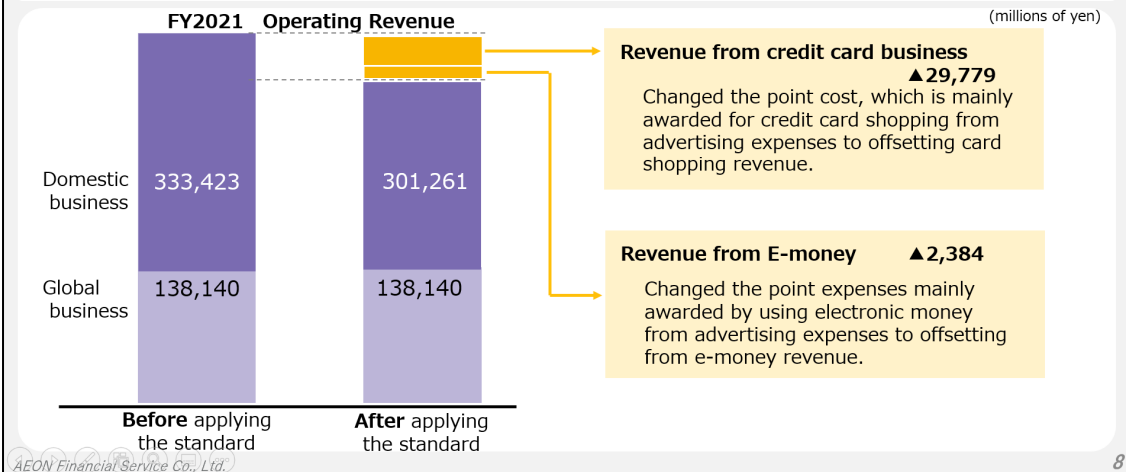 FY2021 Operating Revenue
(millions of yen)
Revenue from credit card business
▲29,779
Changed the point cost, which is mainly
awarded for credit card shopping from
advertising expenses to offsetting card
shopping revenue.
Domestic
business
333,423
301,261
Revenue from E-money ▲2,384
Changed the point expenses mainly
awarded by using electronic money
from advertising expenses to offsetting
from e-money revenue.
Global
business
138,140
138,140
Before applying
the standard
After applying
the standard
AEON Financial Service Co., Ltd.
8